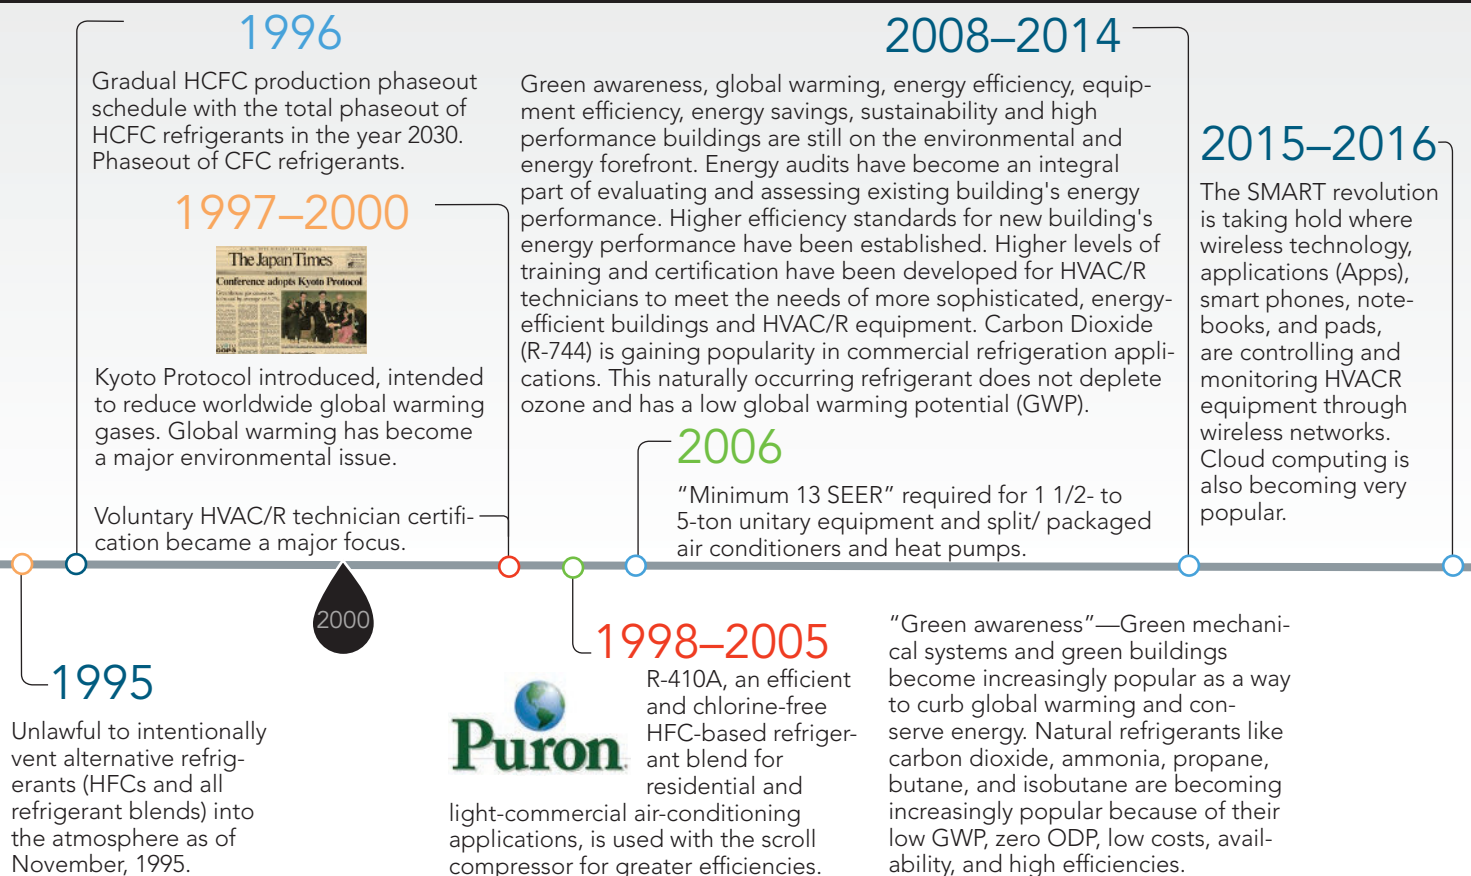 1996
Gradual HCFC production phaseout
schedule with the total phaseout of
HCFC refrigerants in the year 2030.
Phaseout of CFC refrigerants.
1997–2000
The Japan Times
Conference adopts Kyoto Protocol
Kyoto Protocol introduced, intended
to reduce worldwide global warming
gases. Global warming has become
a major environmental issue.
Voluntary HVAC/R technician certifi-
cation became a major focus.
2008–2014
Green awareness, global warming, energy efficiency, equip-
ment efficiency, energy savings, sustainability and high
performance buildings are still on the environmental and
energy forefront. Energy audits have become an integral
part of evaluating and assessing existing building's energy
performance. Higher efficiency standards for new building's
energy performance have been established. Higher levels of
training and certification have been developed for HVAC/R
technicians to meet the needs of more sophisticated, energy-
efficient buildings and HVAC/R equipment. Carbon Dioxide
(R-744) is gaining popularity in commercial refrigeration appli-
cations. This naturally occurring refrigerant does not deplete
ozone and has a low global warming potential (GWP).
2006
“Minimum 13 SEER” required for 1 1/2- to
5-ton unitary equipment and split/ packaged
air conditioners and heat pumps.
2015–2016
The SMART revolution
is taking hold where
wireless technology,
applications (Apps),
smart phones, note-
books, and pads,
are controlling and
monitoring HVACR
equipment through
wireless networks.
Cloud computing is
also becoming very
popular.
2000
1995
Unlawful to intentionally
vent alternative refrig-
erants (HFCs and all
refrigerant blends) into
the atmosphere as of
November, 1995.
1998–2005
Puron
R-410A, an efficient
and chlorine-free
HFC-based refriger-
ant blend for
residential and
light-commercial air-conditioning
applications, is used with the scroll
compressor for greater efficiencies.
“Green awareness”—Green mechani-
cal systems and green buildings
become increasingly popular as a way
to curb global warming and con-
serve energy. Natural refrigerants like
carbon dioxide, ammonia, propane,
butane, and isobutane are becoming
increasingly popular because of their
low GWP, zero ODP, low costs, avail-
ability, and high efficiencies.